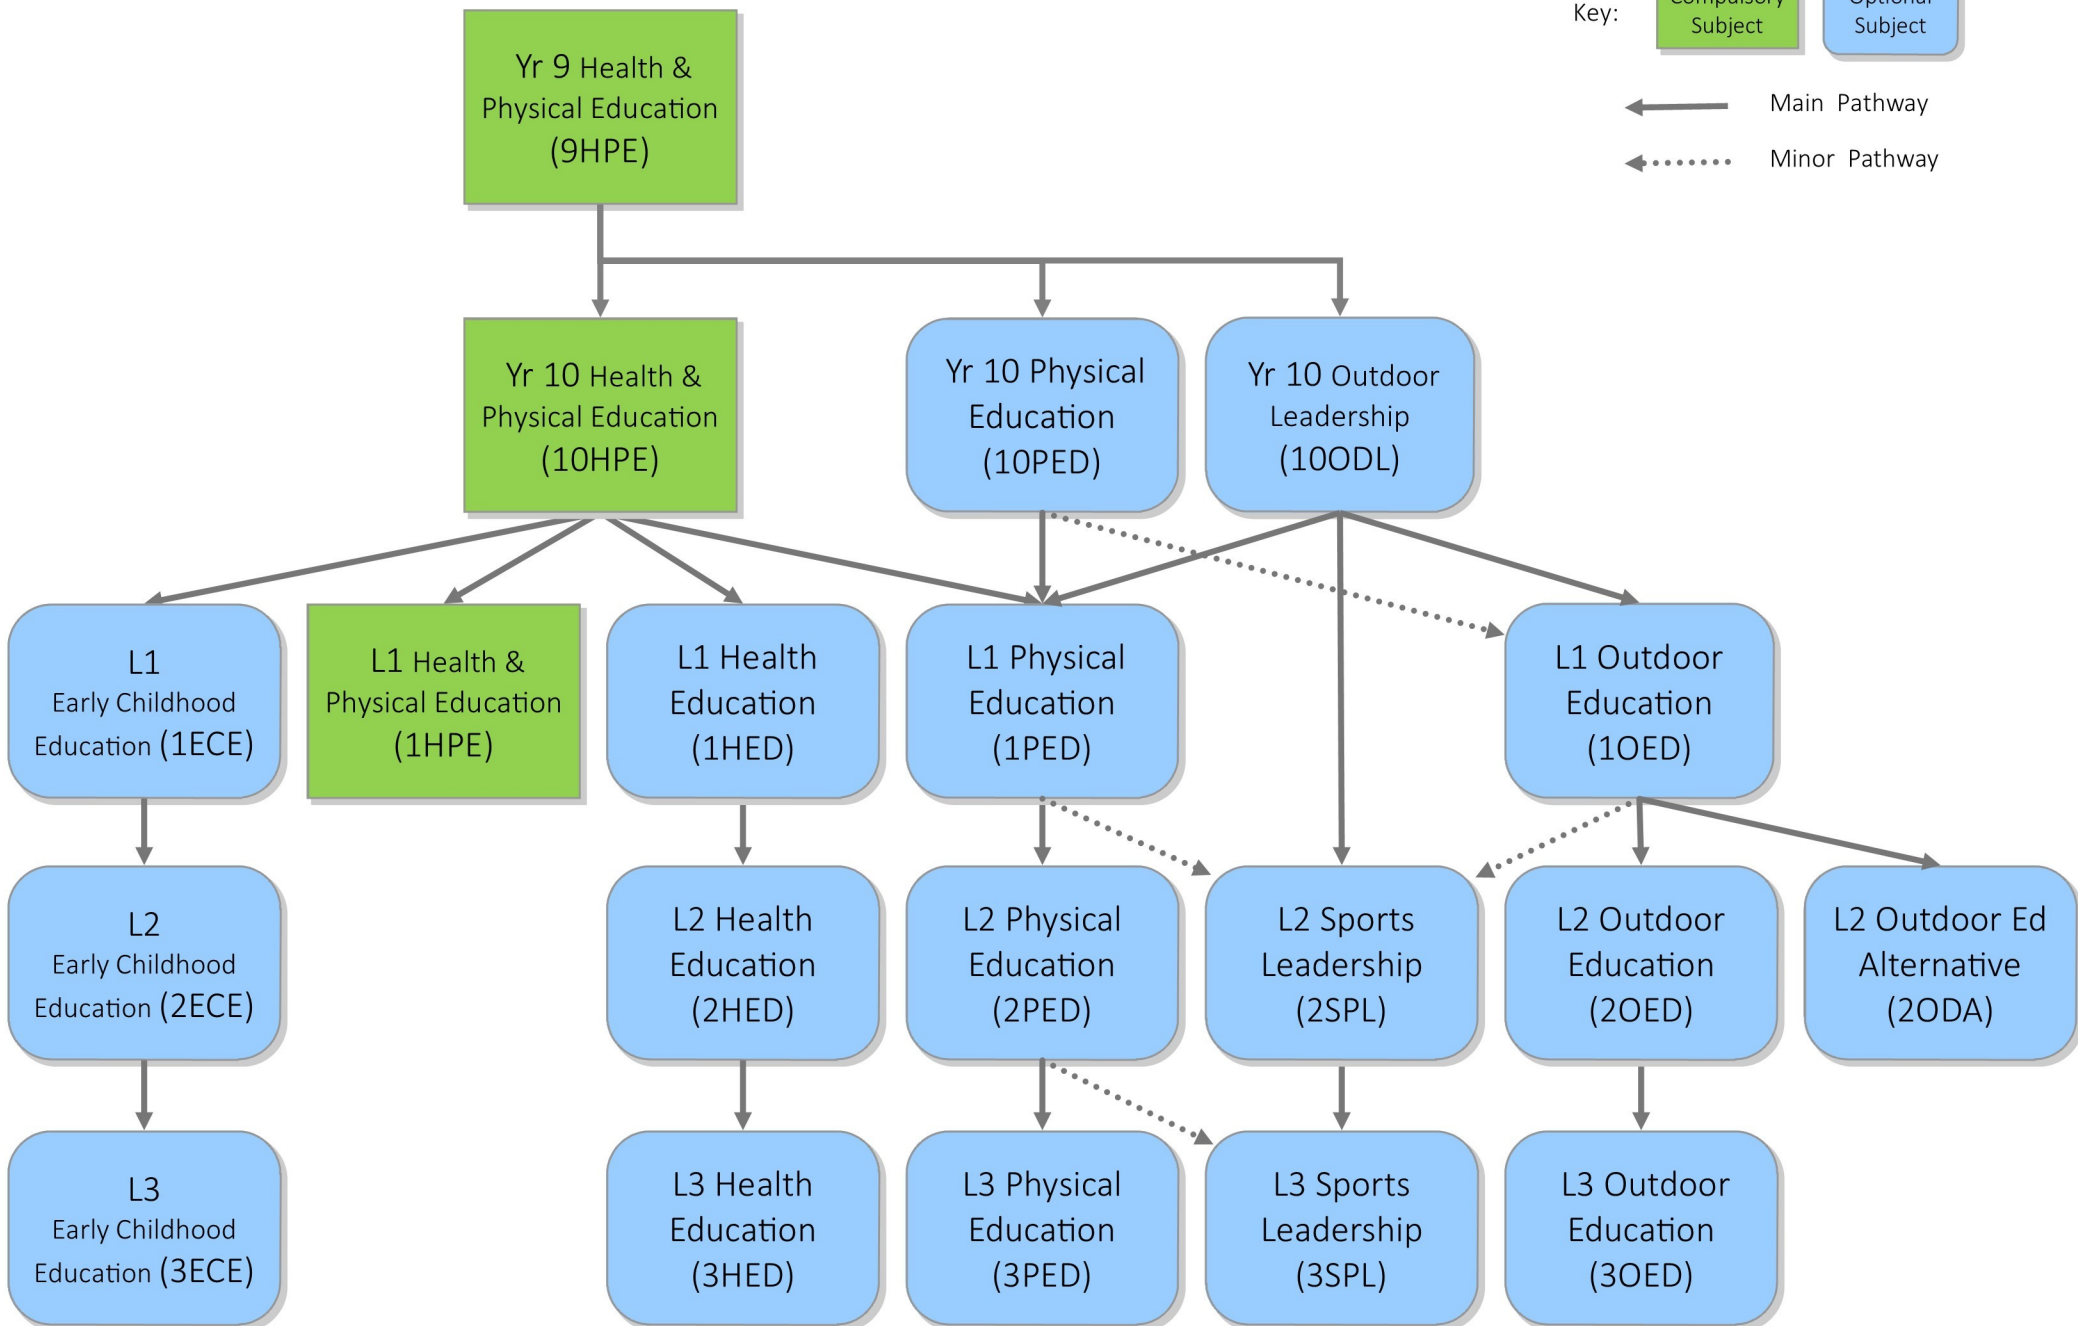 Key:
Compulsory
Subject
Optional
Subject
Main Pathway
Minor Pathway
Yr 9 Health &
Physical Education
(9HPE)
Yr 10 Health &
Physical Education
(10HPE)
Yr 10 Physical
Education
(10PED)
Yr 10 Outdoor
Leadership
(10ODL)
L1
Early Childhood
Education (1ECE)
L1 Health &
Physical Education
(1HPE)
L1 Health
Education
(1HED)
L1 Physical
Education
(1PED)
L1 Outdoor
Education
(1OED)
L2
Early Childhood
Education (2ECE)
L2 Health
Education
(2HED)
L2 Physical
Education
(2PED)
L2 Sports
Leadership
(2SPL)
L2 Outdoor
Education
(2OED)
L2 Outdoor Ed
Alternative
(2ODA)
L3
Early Childhood
Education (3ECE)
L3 Health
Education
(3HED)
L3 Physical
Education
(3PED)
L3 Sports
Leadership
(3SPL)
L3 Outdoor
Education
(3OED)